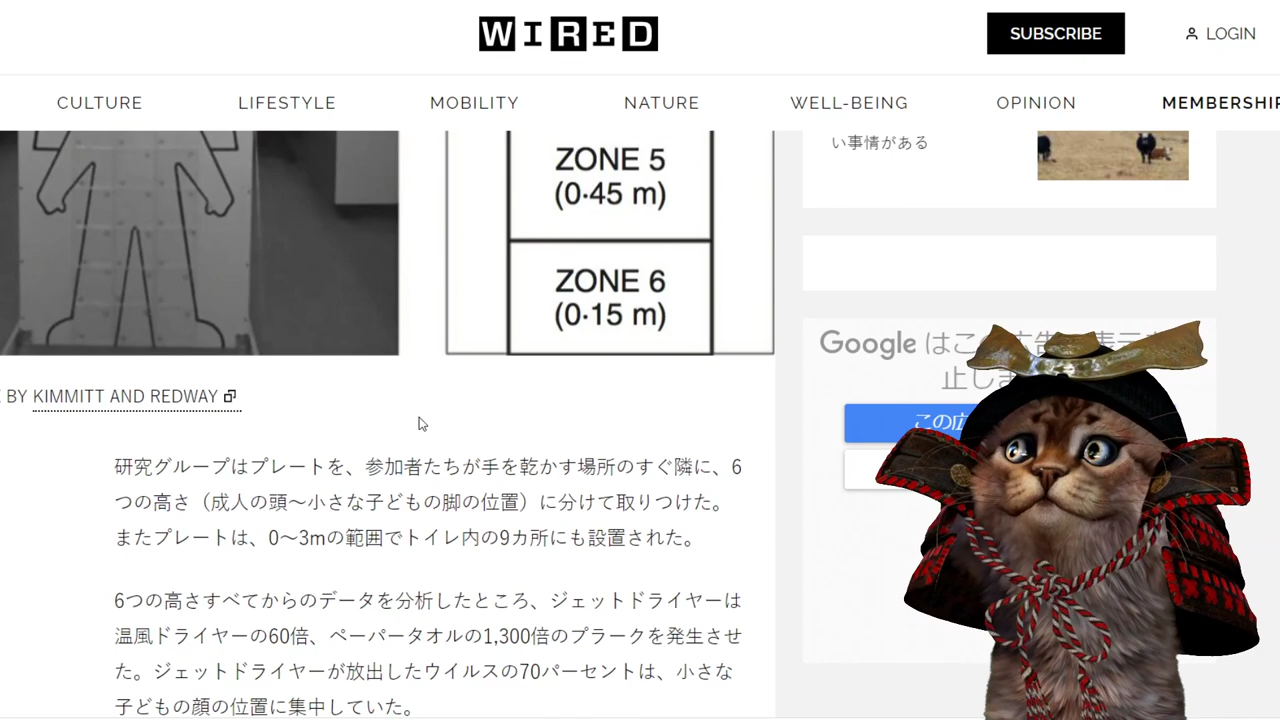 WIRED
SUBSCRIBE
LOGIN
CULTURE
LIFESTYLE
MOBILITY
NATURE
WELL-BEING
OPINION
MEMBERSHIP
ZONE 5
(0·45 m)
ZONE 6
(0·15 m)
い事情がある
Google はこ
止しま
この広
BY KIMMITT AND REDWAY
研究グループはプレートを、参加者たちが手を乾かす場所のすぐ隣に、6
つの高さ（成人の頭〜小さな子どもの脚の位置）に分けて取りつけた。
またプレートは、0〜3mの範囲でトイレ内の9カ所にも設置された。
6つの高さすべてからのデータを分析したところ、ジェットドライヤーは
温風ドライヤーの60倍、ペーパータオルの1,300倍のプラークを発生させ
た。ジェットドライヤーが放出したウイルスの70パーセントは、小さな
子どもの顔の位置に集中していた。